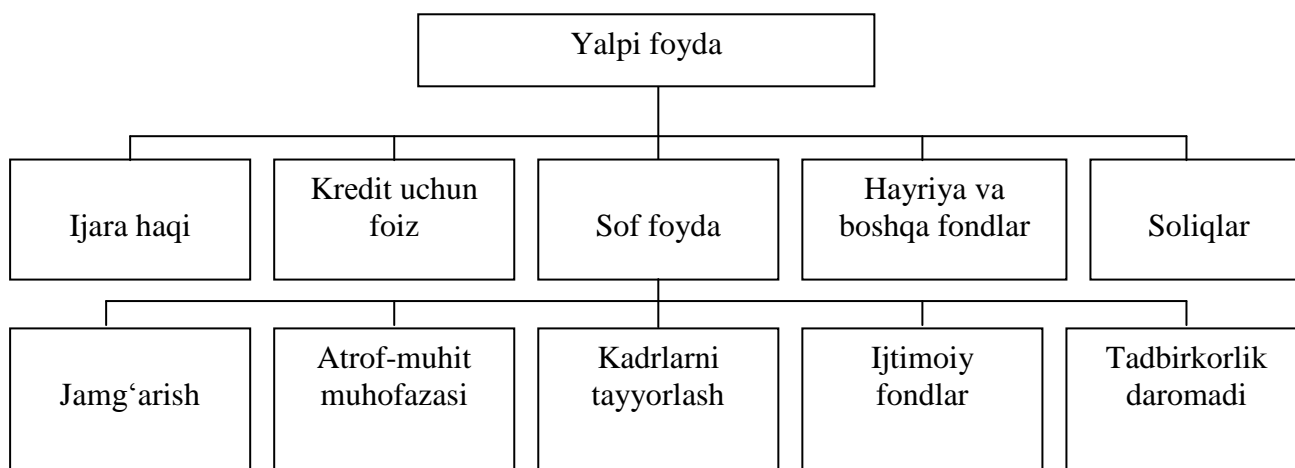 Yalpi foyda
Ijara haqi
Kredit uchun
foiz
Sof foyda
Hayriya va
boshqa fondlar
Soliqlar
Jamg‘arish
Atrof-muhit
muhofazasi
Kadrlarni
tayyorlash
Ijtimoiy
fondlar
Tadbirkorlik
daromadi